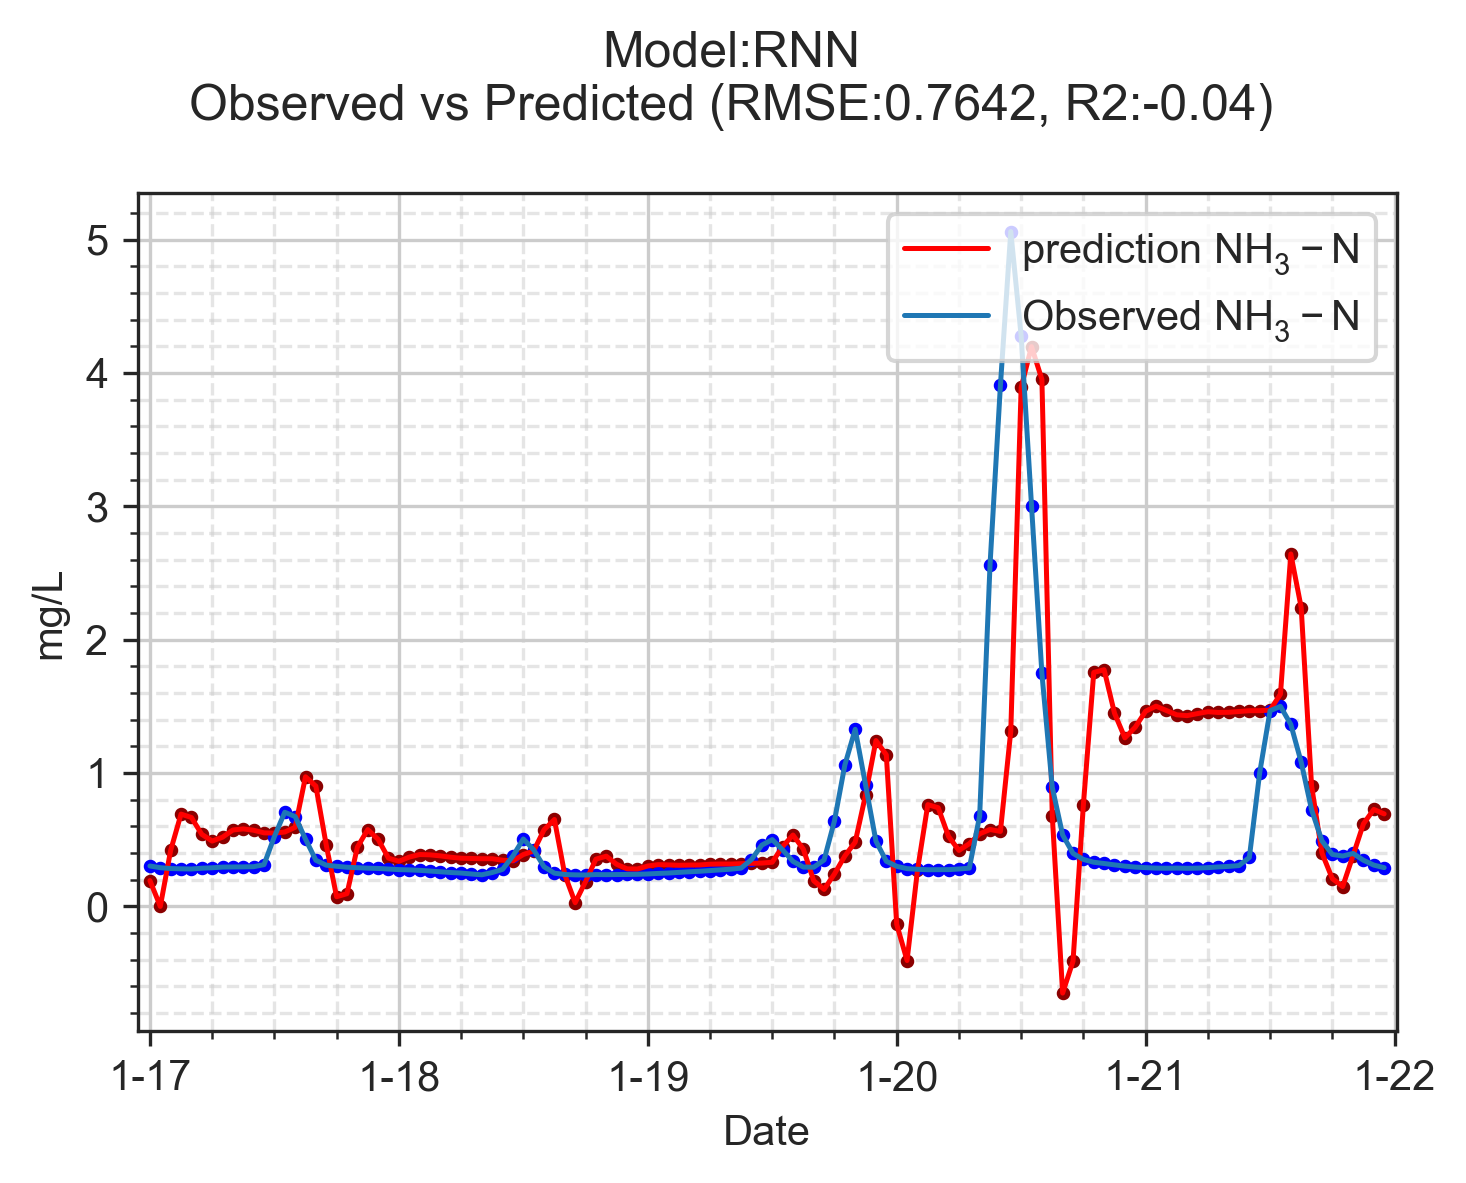 Model:RNN
Observed vs Predicted (RMSE:0.7642, R2:-0.04)
prediction NH₃ − N
Observed NH₃ − N
5
4
3
2
1
0
mg/L
1-17 1-18 1-19 1-20 1-21 1-22
Date